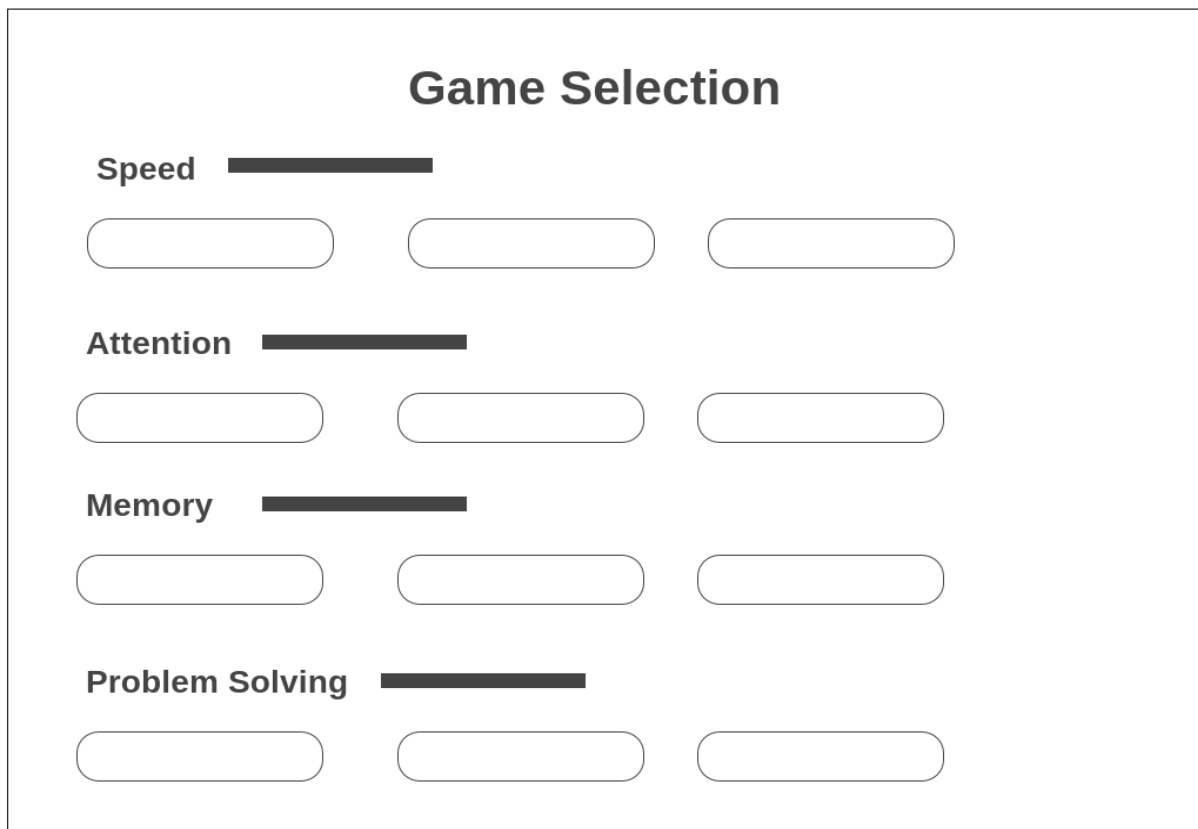 Game Selection
Speed
Attention
Memory
Problem Solving